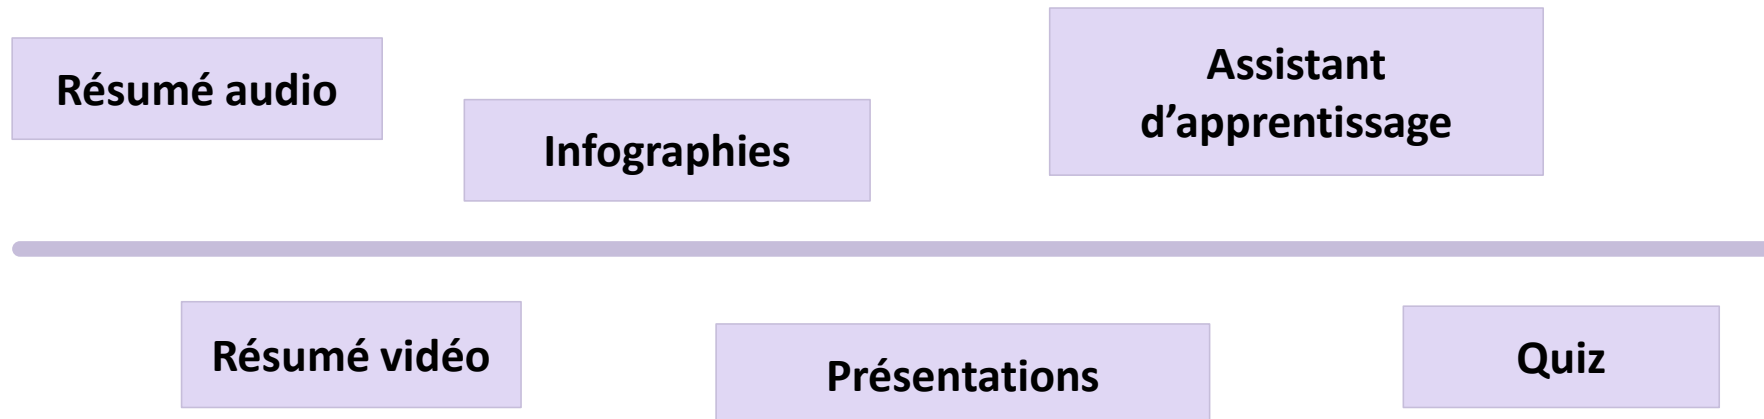 Résumé audio
Infographies
Assistant
d’apprentissage
Résumé vidéo
Présentations
Quiz